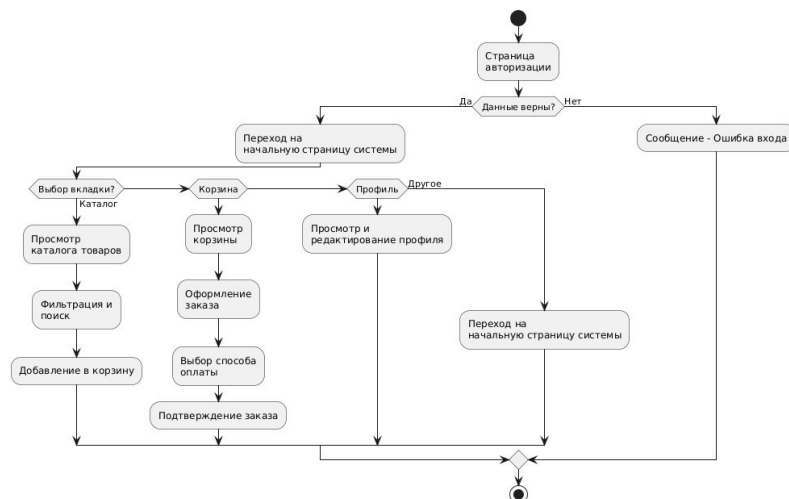 Страница
авторизации
Да
Данные верны?
Нет
Переход на
начальную страницу системы
Сообщение - Ошибка входа
Выбор вкладки?
Каталог
Корзина
Профиль
Другое
Просмотр
каталога товаров
Просмотр
корзины
Просмотр и
редактирование профиля
Фильтрация и
поиск
Оформление
заказа
Переход на
начальную страницу системы
Добавление в корзину
Выбор способа
оплаты
Подтверждение заказа